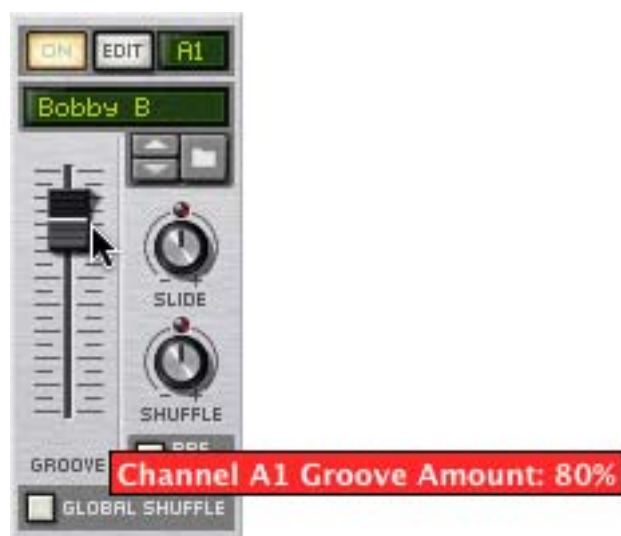 ON EDIT A1
Bobby B
- +
SLIDE
- +
SHUFFLE
GROOVE
Channel A1 Groove Amount: 80%
GLOBAL SHUFFLE